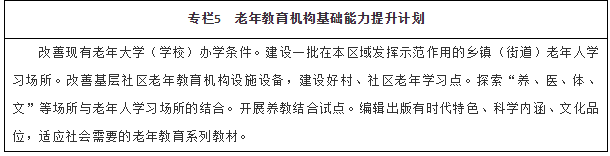 专栏5 老年教育机构基础能力提升计划
改善现有老年大学（学校）办学条件。建设一批在本区域发挥示范作用的乡镇（街道）老年人学
习场所。改善基层社区老年教育机构设施设备，建设好村、社区老年学习点。探索“养、医、体、
文”等场所与老年人学习场所的结合。开展养教结合试点。编辑出版有时代特色、科学内涵、文化品
位，适应社会需要的老年教育系列教材。